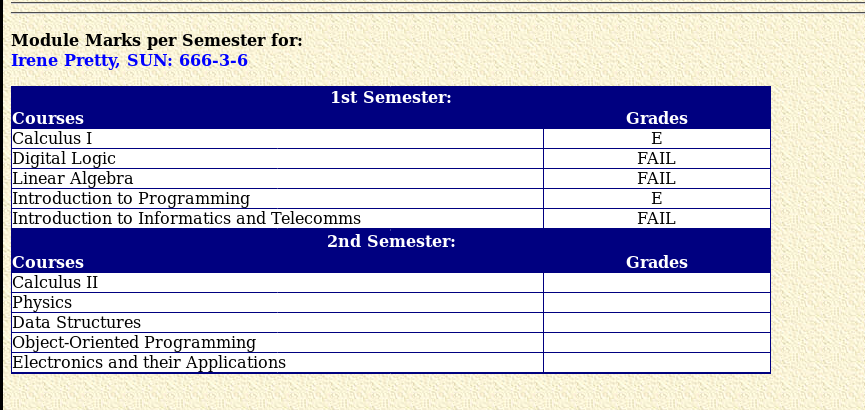 Module Marks per Semester for:
Irene Pretty, SUN: 666-3-6
1st Semester:
Courses Grades
Calculus I E
Digital Logic FAIL
Linear Algebra FAIL
Introduction to Programming E
Introduction to Informatics and Telecomms FAIL
2nd Semester:
Courses Grades
Calculus II
Physics
Data Structures
Object-Oriented Programming
Electronics and their Applications